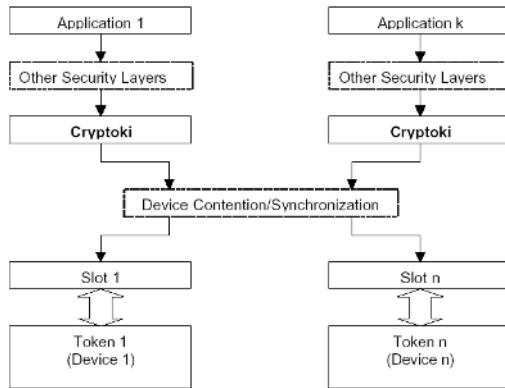 Application 1
Application k
Other Security Layers
Other Security Layers
Cryptoki
Cryptoki
Device Contention/Synchronization
Slot 1
Slot n
Token 1
(Device 1)
Token n
(Device n)